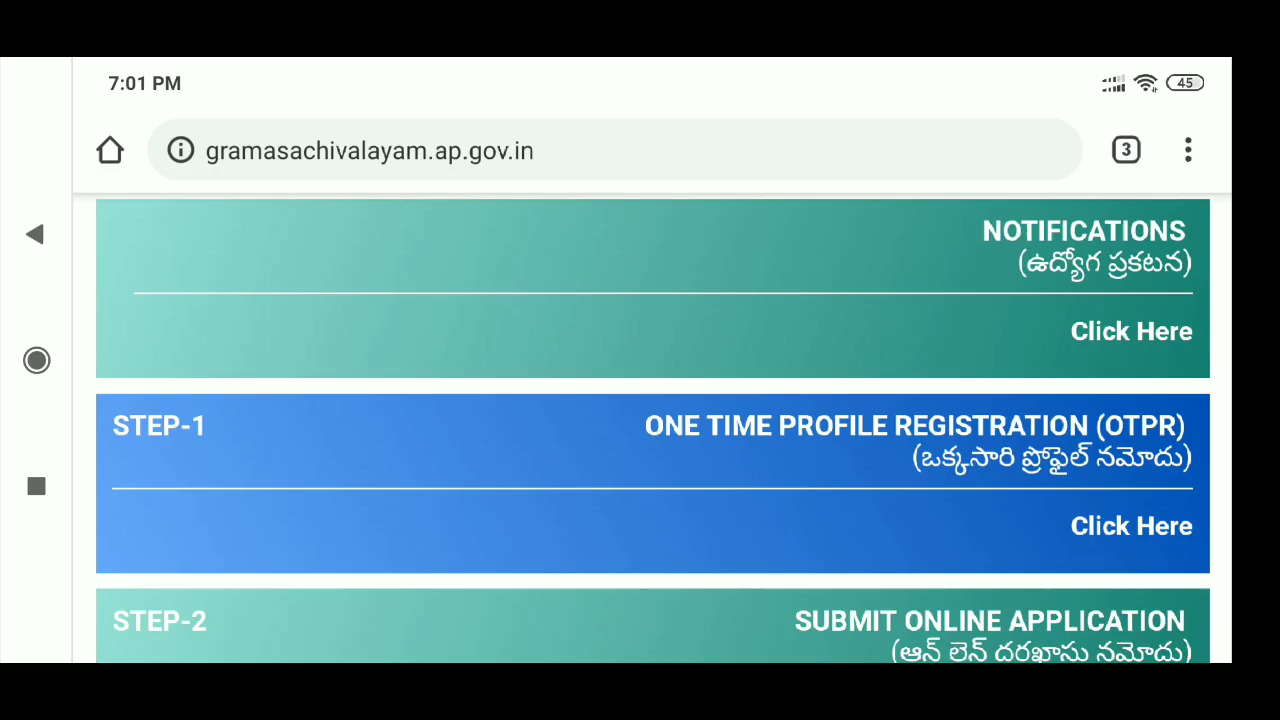 7:01 PM
45
gramasachivalayam.ap.gov.in
3
NOTIFICATIONS
(ఉద్యోగ ప్రకటన)
Click Here
STEP-1
ONE TIME PROFILE REGISTRATION (OTPR)
(ఒక్కసారి ప్రోఫైల్ నమోదు)
Click Here
STEP-2
SUBMIT ONLINE APPLICATION
(ఆన్ లైన్ దరఖాసు నమోదు)